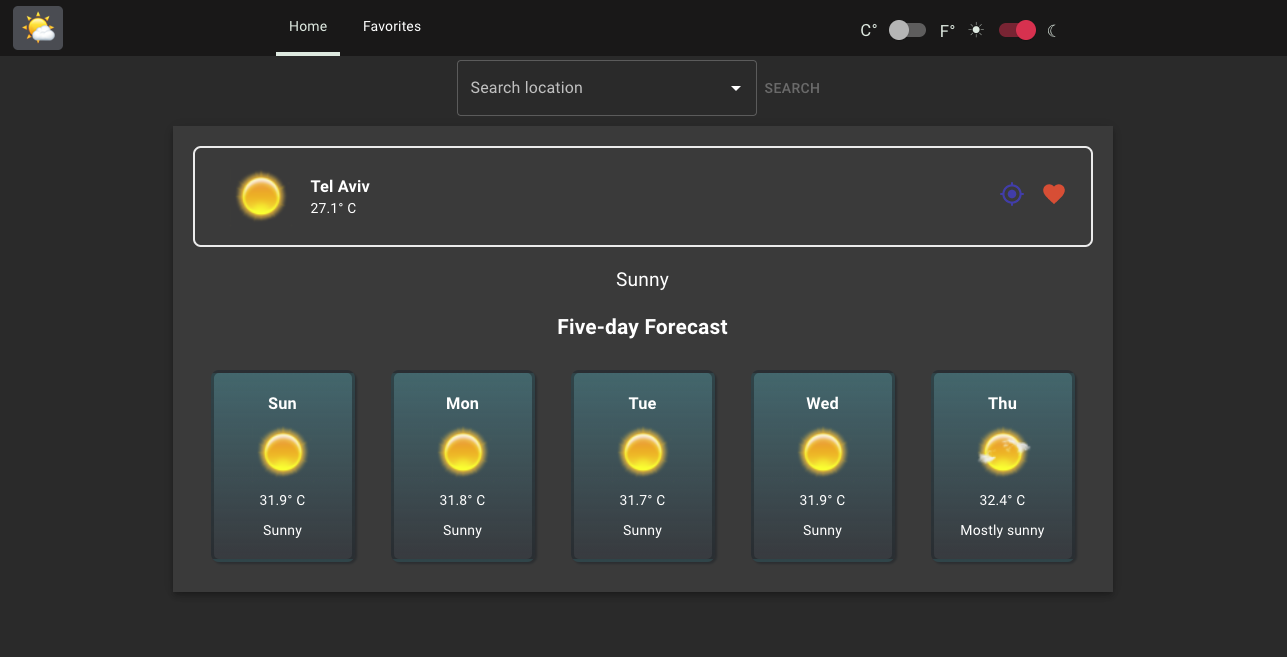 Home Favorites C° F°
Search location SEARCH
Tel Aviv
27.1° C
Sunny
Five-day Forecast
Sun Mon Tue Wed Thu
31.9° C 31.8° C 31.7° C 31.9° C 32.4° C
Sunny Sunny Sunny Sunny Mostly sunny